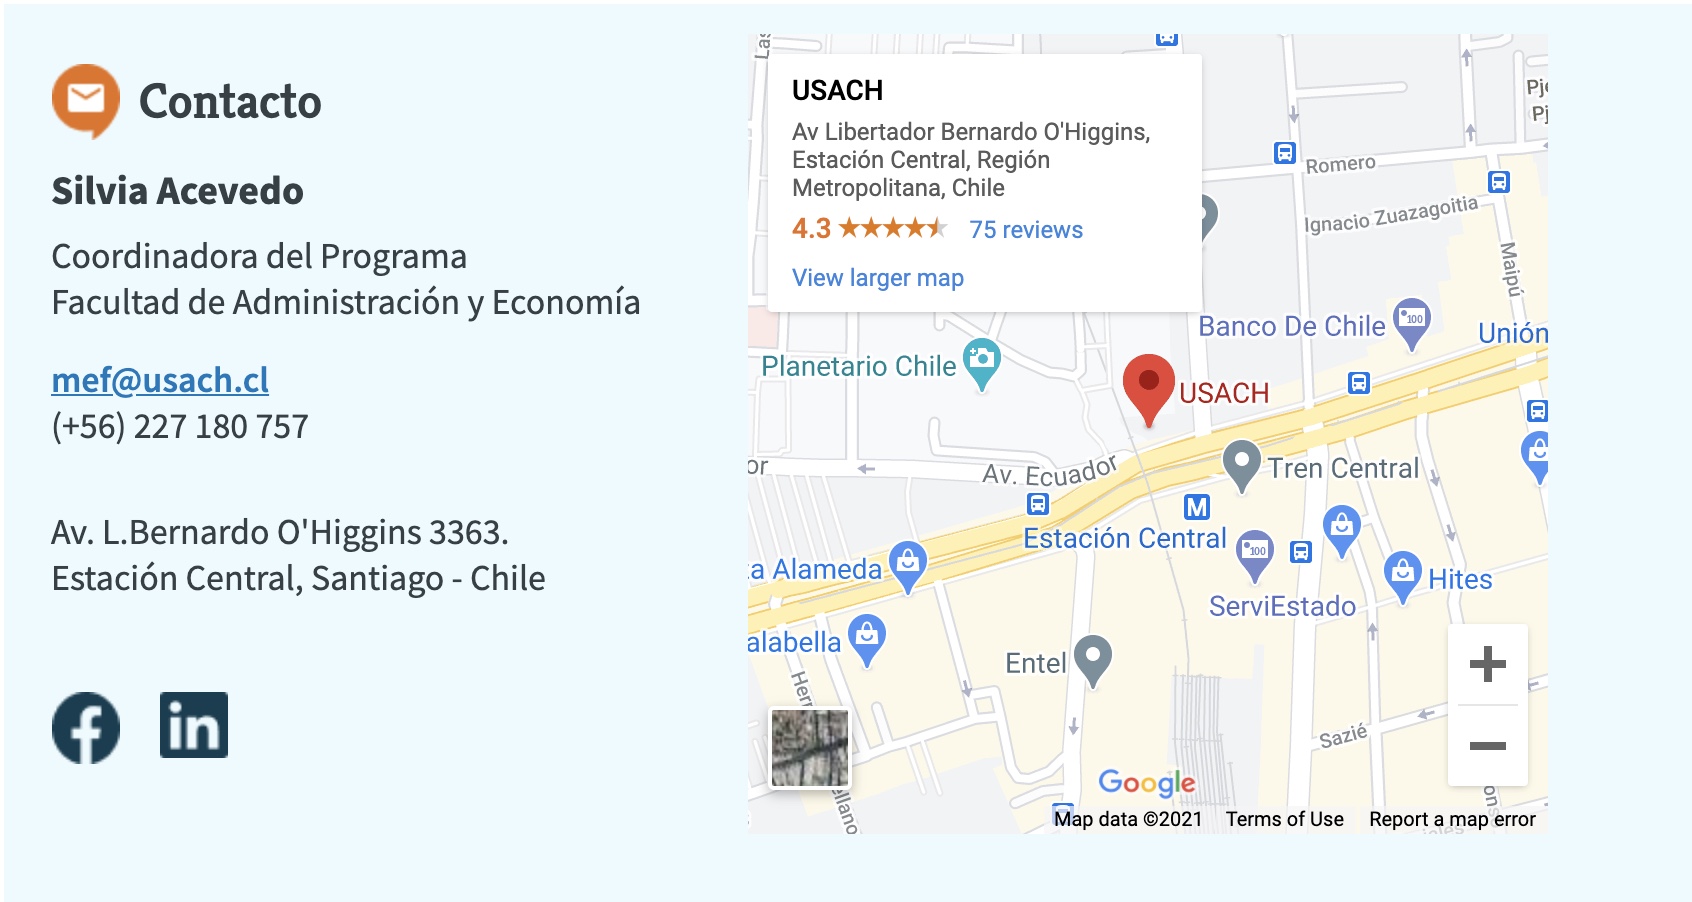 Contacto
Silvia Acevedo
Coordinadora del Programa
Facultad de Administración y Economía
mef@usach.cl
(+56) 227 180 757
Av. L.Bernardo O'Higgins 3363.
Estación Central, Santiago - Chile
in
USACH
Av Libertador Bernardo O'Higgins,
Estación Central, Región
Metropolitana, Chile
4.3
75 reviews
View larger map
Romero
Ignacio Zuazagoitia
Maipú
Banco De Chile
100
Unión
Planetario Chile
USACH
Av. Ecuador
Tren Central
M
Estación Central
100
ServiEstado
Hites
Alameda
Entel
Sazié
Google
Map data ©2021
Terms of Use
Report a map error